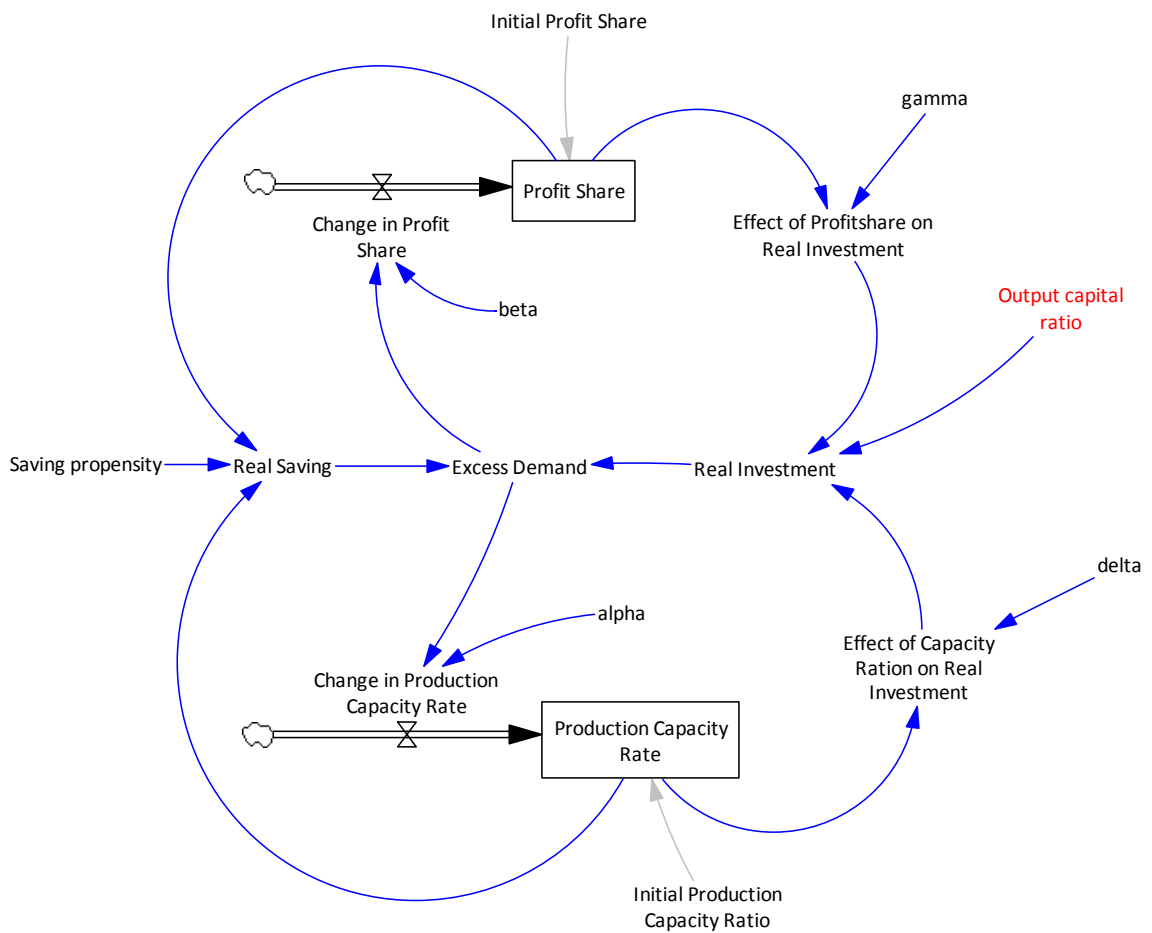 Initial Profit Share
gamma
Profit Share
Change in Profit
Share
Effect of Profitshare on
Real Investment
beta
Output capital
ratio
Saving propensity
Real Saving
Excess Demand
Real Investment
delta
alpha
Effect of Capacity
Ration on Real
Investment
Change in Production
Capacity Rate
Production Capacity
Rate
Initial Production
Capacity Ratio